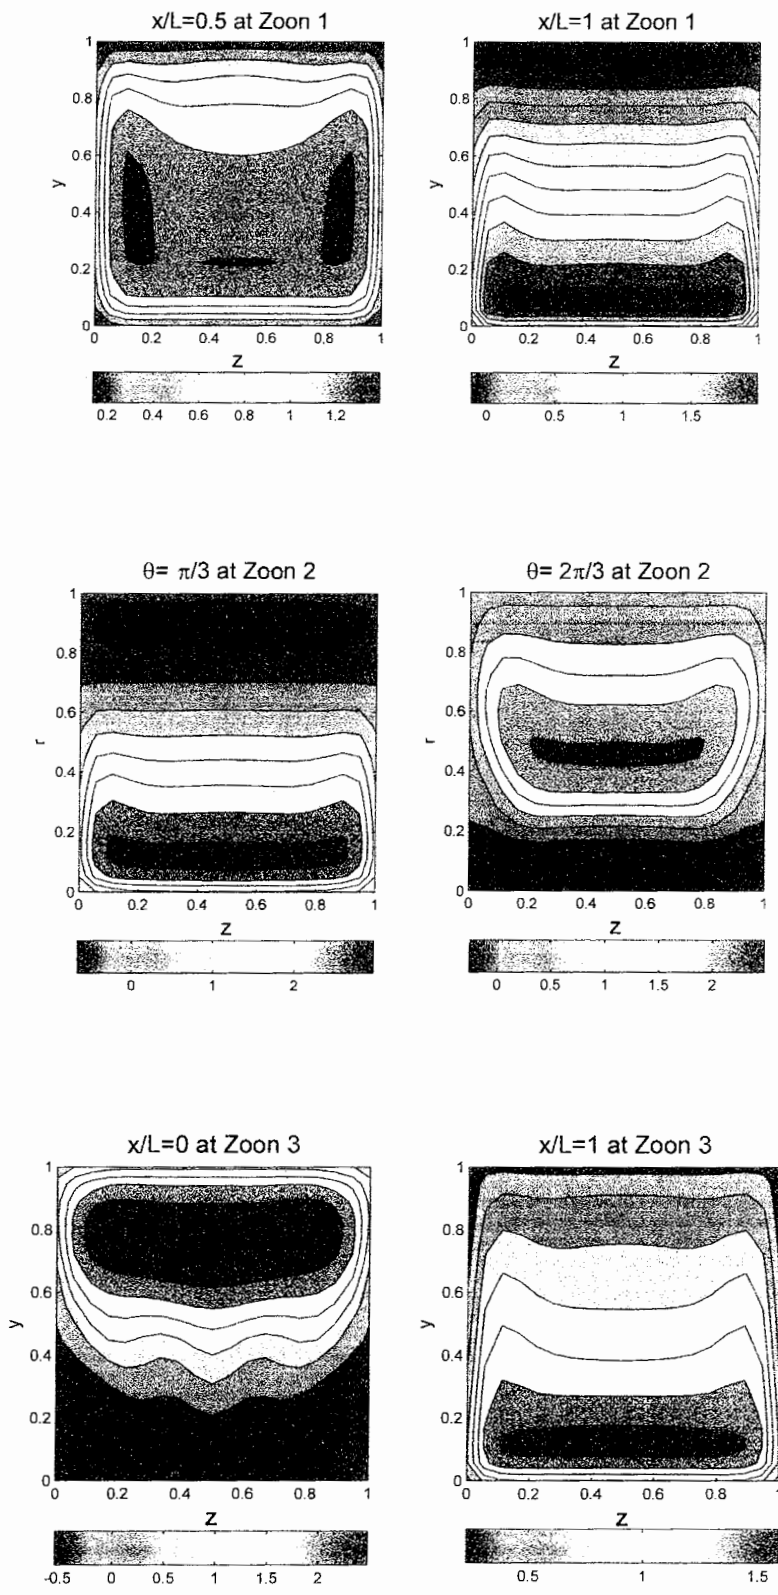 x/L=0.5 at Zoon 1
x/L=1 at Zoon 1
1
0.8
0.6
0.4
0.2
0
y
0 0.2 0.4 0.6 0.8 1
z
0.2 0.4 0.6 0.8 1 1.2
1
0.8
0.6
0.4
0.2
0
y
0 0.2 0.4 0.6 0.8 1
z
0 0.5 1 1.5
θ= π/3 at Zoon 2
θ= 2π/3 at Zoon 2
1
0.8
0.6
0.4
0.2
0
r
0 0.2 0.4 0.6 0.8 1
z
0 1 2
1
0.8
0.6
0.4
0.2
0
r
0 0.2 0.4 0.6 0.8 1
z
0 0.5 1 1.5 2
x/L=0 at Zoon 3
x/L=1 at Zoon 3
1
0.8
0.6
0.4
0.2
0
y
0 0.2 0.4 0.6 0.8 1
z
-0.5 0 0.5 1 1.5 2
1
0.8
0.6
0.4
0.2
0
y
0 0.2 0.4 0.6 0.8 1
z
0.5 1 1.5